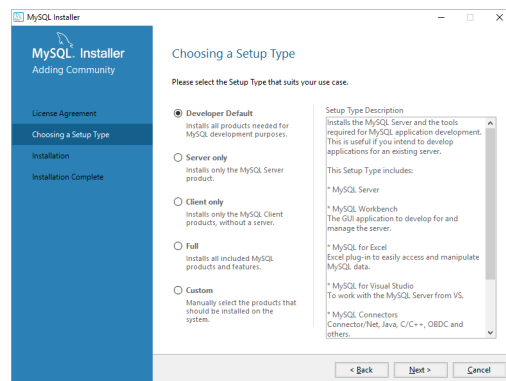 MySQL Installer
MySQL. Installer
Adding Community
License Agreement
Choosing a Setup Type
Installation
Installation Complete
Choosing a Setup Type
Please select the Setup Type that suits your use case.
Developer Default
Installs all products needed for
MySQL development purposes.
Server only
Installs only the MySQL Server
product.
Client only
Installs only the MySQL Client
products, without a server.
Full
Installs all included MySQL
products and features.
Custom
Manually select the products that
should be installed on the
system.
Setup Type Description
Installs the MySQL Server and the tools
required for MySQL application development.
This is useful if you intend to develop
applications for an existing server.
This Setup Type includes:
* MySQL Server
* MySQL Workbench
The GUI application to develop for and
manage the server.
* MySQL for Excel
Excel plug-in to easily access and manipulate
MySQL data.
* MySQL for Visual Studio
To work with the MySQL Server from VS.
* MySQL Connectors
Connector/Net, Java, C/C++, OBDC and
others.
< Back
Next >
Cancel